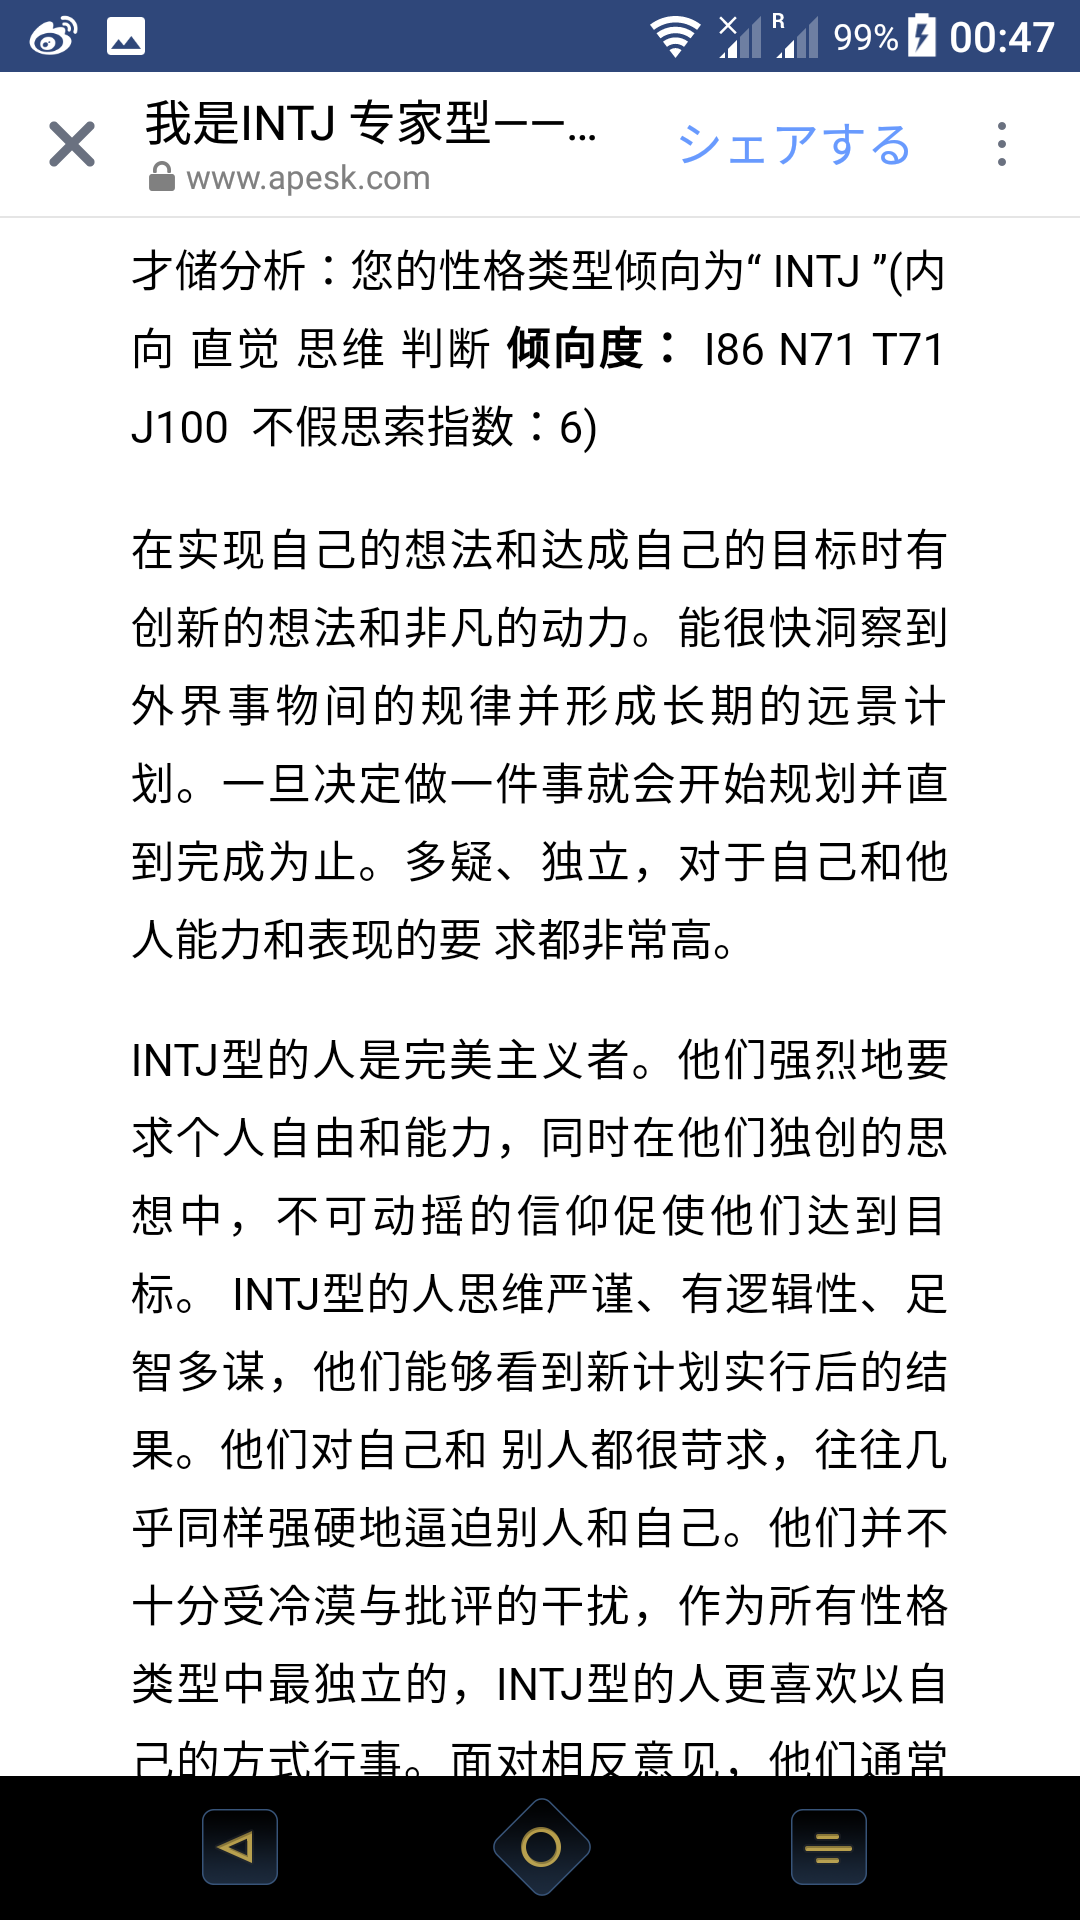 R 99% 00:47
我是INTJ 专家型——...
www.apesk.com
シェアする
才储分析：您的性格类型倾向为“ INTJ ”(内
向 直觉 思维 判断 倾向度： I86 N71 T71
J100 不假思索指数：6)
在实现自己的想法和达成自己的目标时有
创新的想法和非凡的动力。能很快洞察到
外界事物间的规律并形成长期的远景计
划。一旦决定做一件事就会开始规划并直
到完成为止。多疑、独立，对于自己和他
人能力和表现的要 求都非常高。
INTJ型的人是完美主义者。他们强烈地要
求个人自由和能力，同时在他们独创的思
想中，不可动摇的信仰促使他们达到目
标。 INTJ型的人思维严谨、有逻辑性、足
智多谋，他们能够看到新计划实行后的结
果。他们对自己和 别人都很苛求，往往几
乎同样强硬地逼迫别人和自己。他们并不
十分受冷漠与批评的干扰，作为所有性格
类型中最独立的，INTJ型的人更喜欢以自
己的方式行事。面对相反意见，他们通常